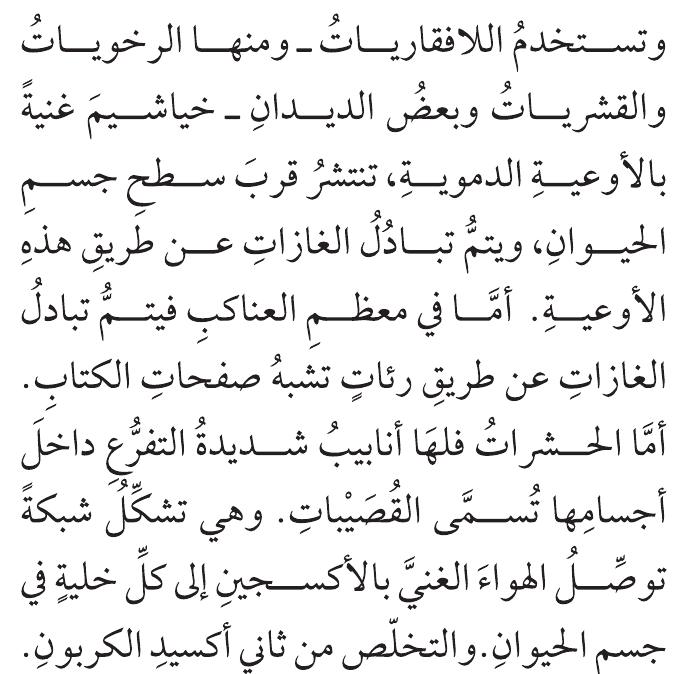 وتستخدمُ اللافقارياتُ ــ ومنها الرخوياتُ
والقشرياتُ وبعضُ الديدانِ ــ خياشيمَ غنيةً
بالأوعيةِ الدمويةِ، تنتشرُ قربَ سطحِ جسمِ
الحيوانِ، ويتمُّ تبادُلُ الغازاتِ عن طريقِ هذهِ
الأوعيةِ. أمَّا في معظمِ العناكبِ فيتمُّ تبادلُ
الغازاتِ عن طريقِ رئاتٍ تشبهُ صفحاتِ الكتابِ.
أمَّا الحشراتُ فلهَا أنابيبُ شديدةُ التفرُّعِ داخلَ
أجسامِها تُسمَّى القُصَيْباتِ. وهي تشكِّلُ شبكةً
توصِّلُ الهواءَ الغنيَّ بالأكسجينِ إلى كلِّ خليةٍ في
جسم الحيوانِ.والتخلّص من ثاني أكسيدِ الكربونِ.